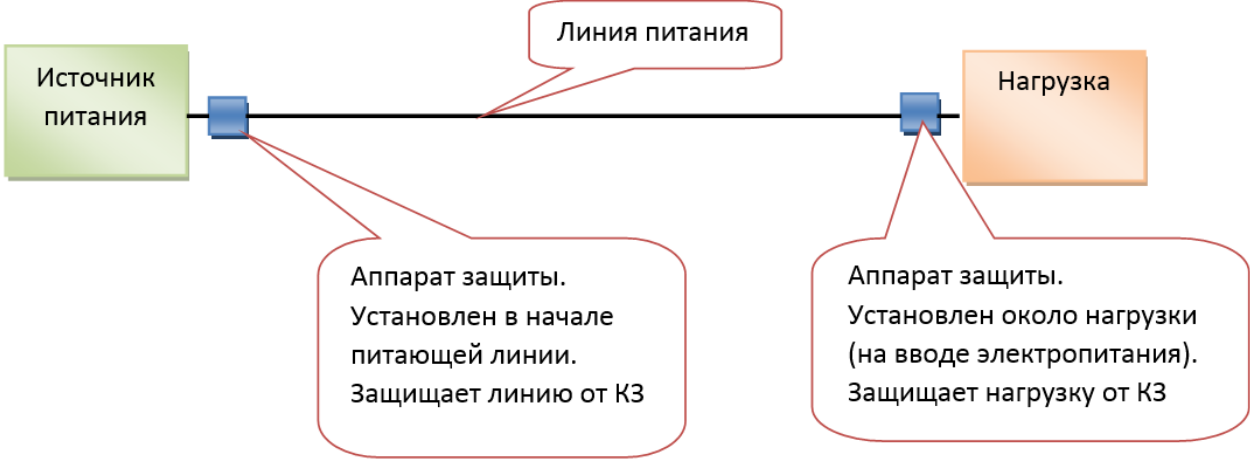 Линия питания
Источник
питания
Нагрузка
Аппарат защиты.
Установлен в начале
питающей линии.
Защищает линию от КЗ
Аппарат защиты.
Установлен около нагрузки
(на вводе электропитания).
Защищает нагрузку от КЗ